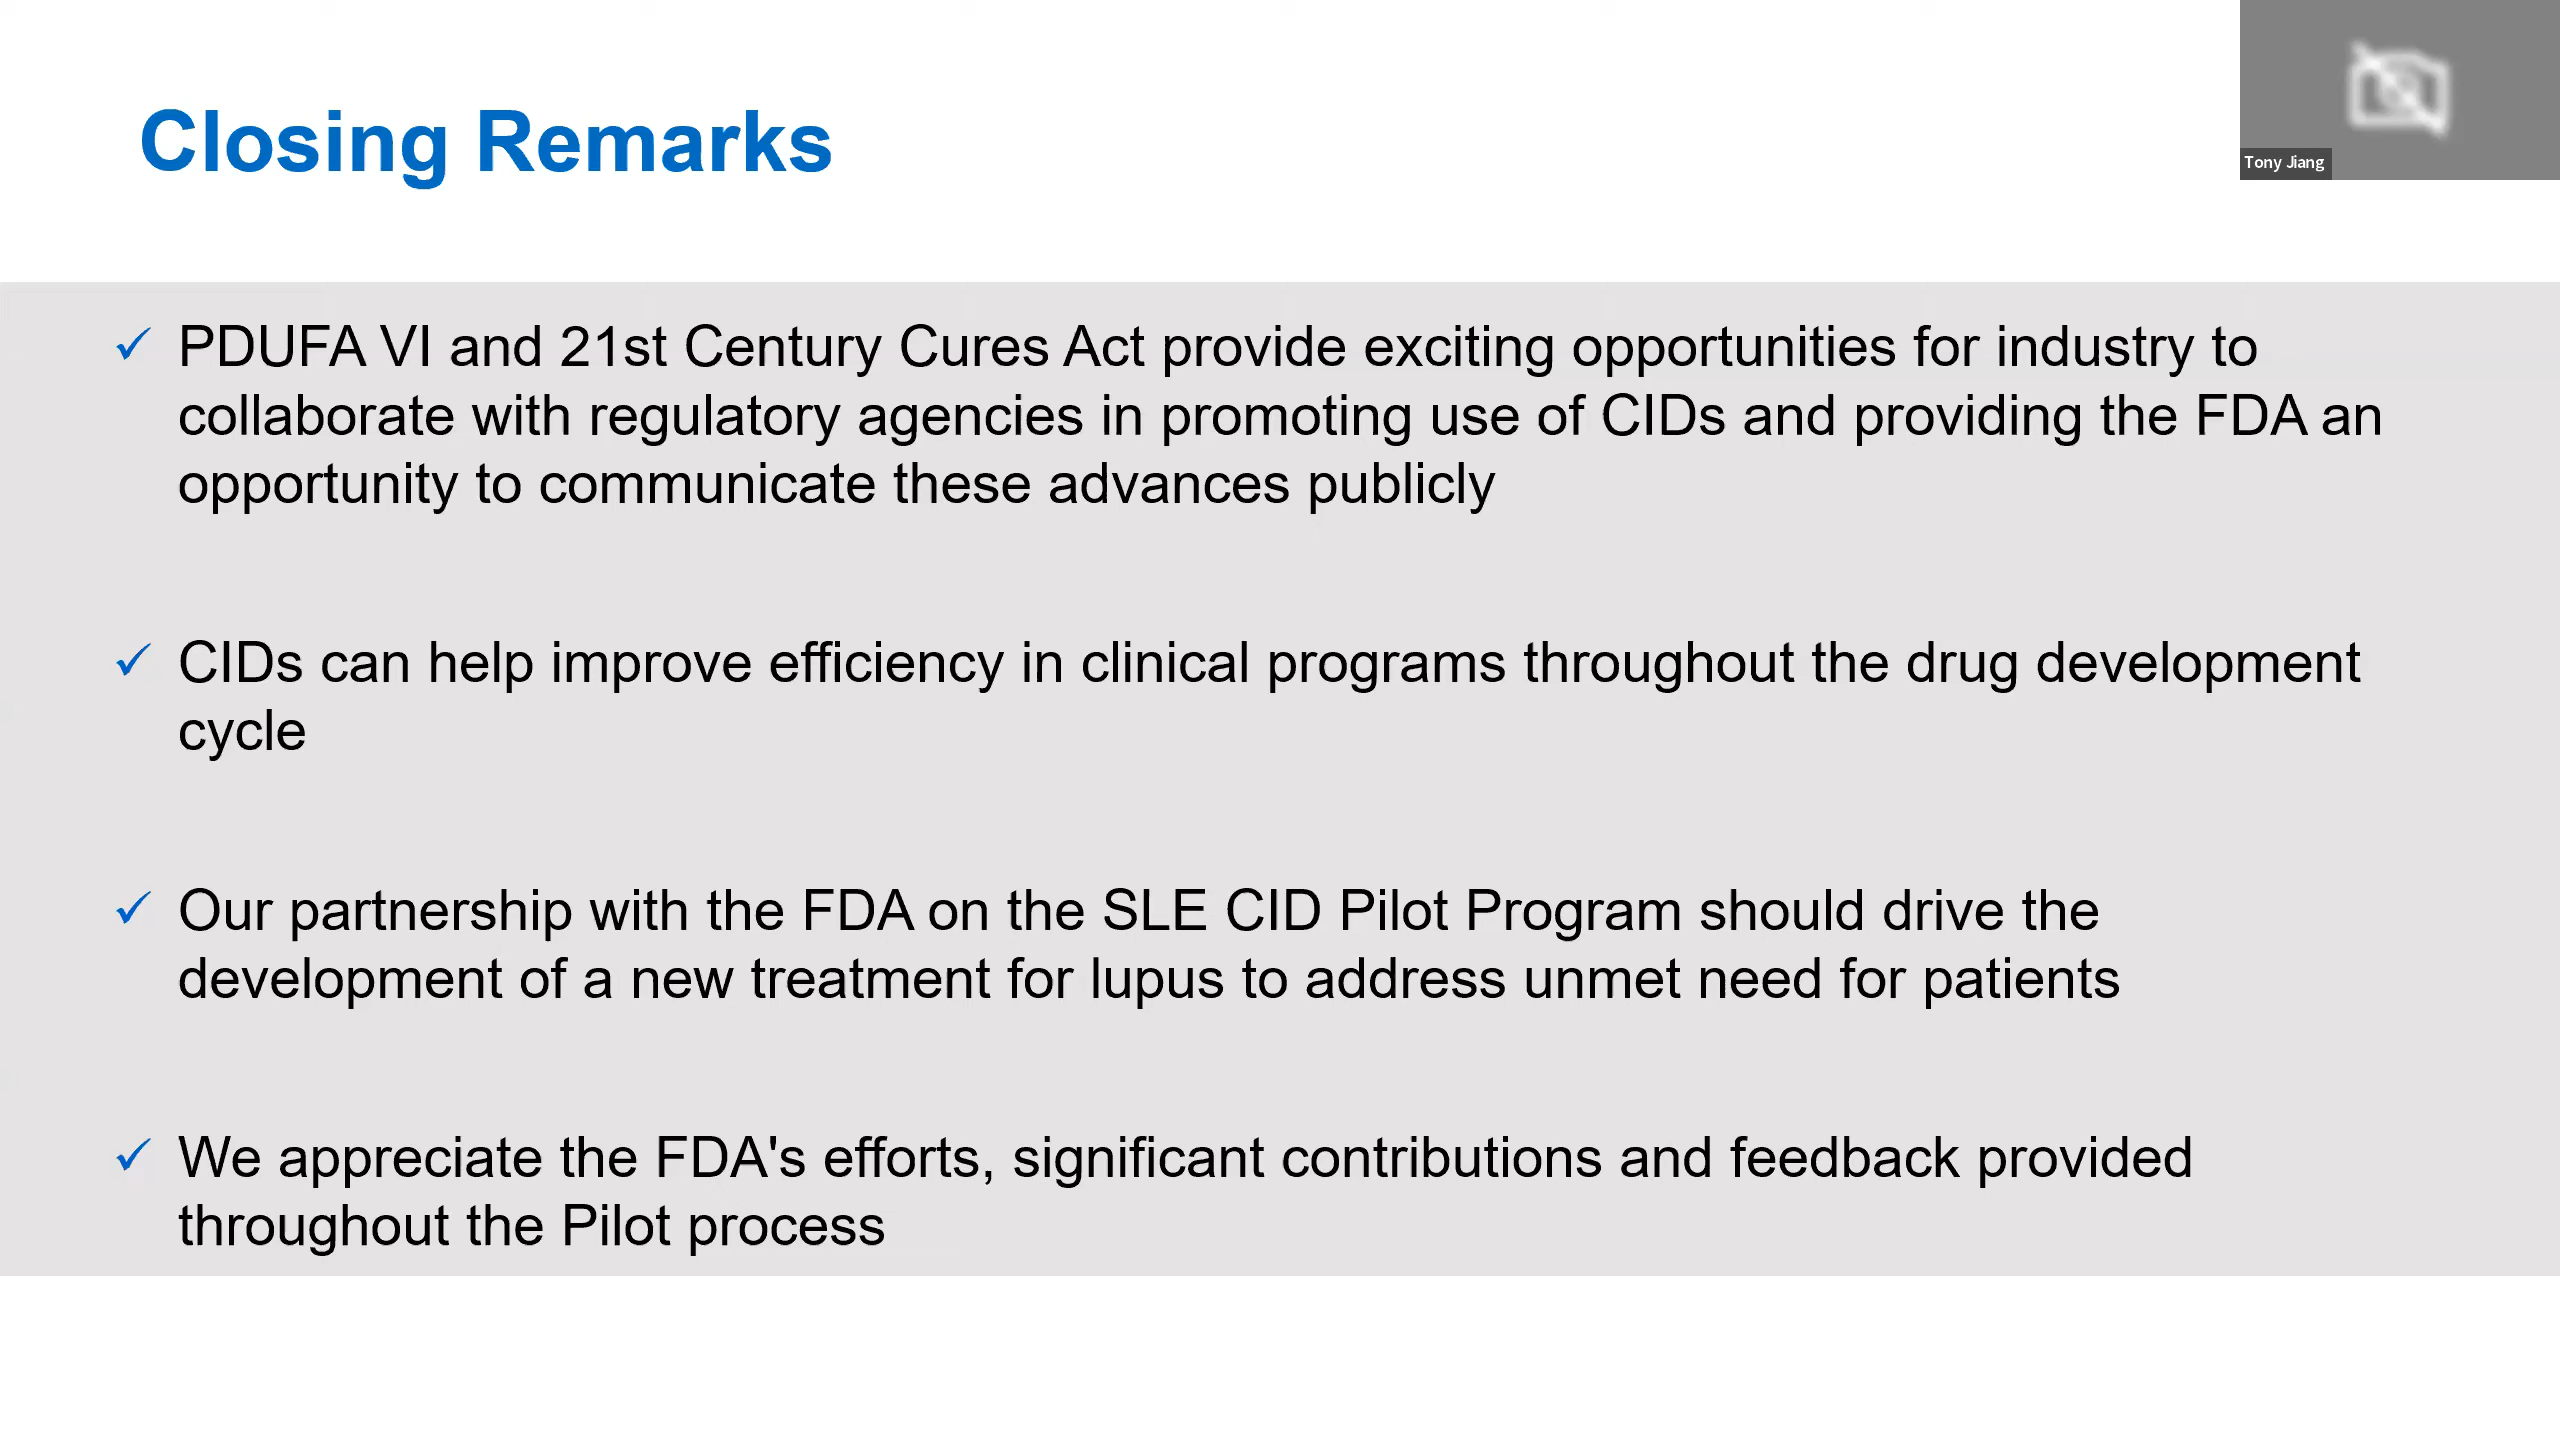 Closing Remarks
Tony Jiang
✓ PDUFA VI and 21st Century Cures Act provide exciting opportunities for industry to
collaborate with regulatory agencies in promoting use of CIDs and providing the FDA an
opportunity to communicate these advances publicly
✓ CIDs can help improve efficiency in clinical programs throughout the drug development
cycle
✓ Our partnership with the FDA on the SLE CID Pilot Program should drive the
development of a new treatment for lupus to address unmet need for patients
✓ We appreciate the FDA's efforts, significant contributions and feedback provided
throughout the Pilot process